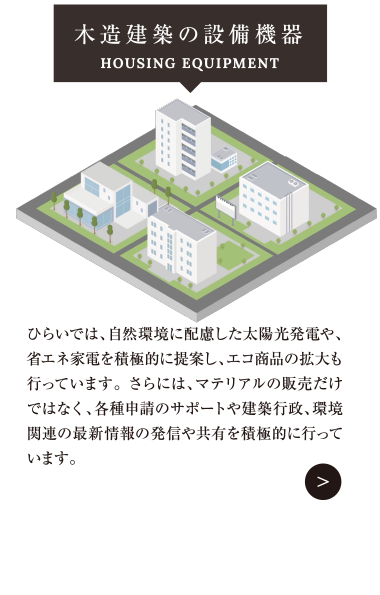 木造建築の設備機器
HOUSING EQUIPMENT
ひらいでは、自然環境に配慮した太陽光発電や、
省エネ家電を積極的に提案し、エコ商品の拡大も
行っています。さらには、マテリアルの販売だけ
ではなく、各種申請のサポートや建築行政、環境
関連の最新情報の発信や共有を積極的に行って
います。
>